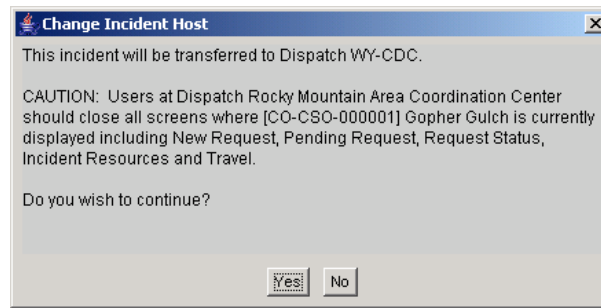 Change Incident Host
This incident will be transferred to Dispatch WY-CDC.
CAUTION:  Users at Dispatch Rocky Mountain Area Coordination Center
should close all screens where [CO-CSO-000001] Gopher Gulch is currently
displayed including New Request, Pending Request, Request Status,
Incident Resources and Travel.
Do you wish to continue?
Yes No